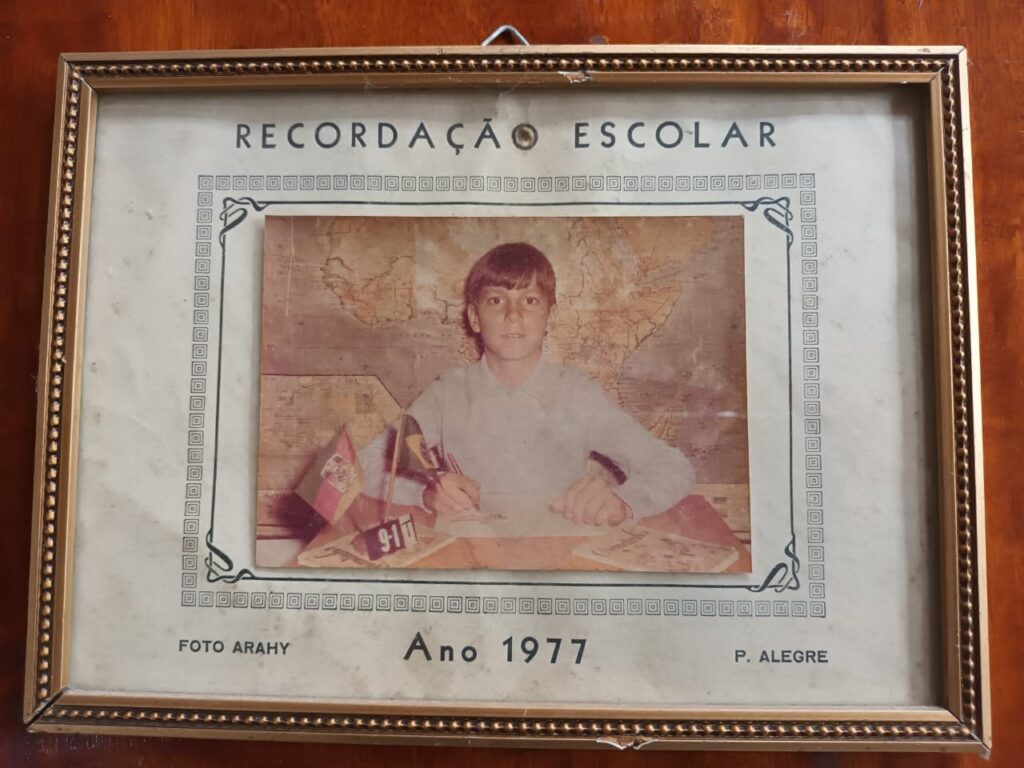 RECORDAÇÃO ESCOLAR
FOTO ARAHY
Ano 1977
P. ALEGRE